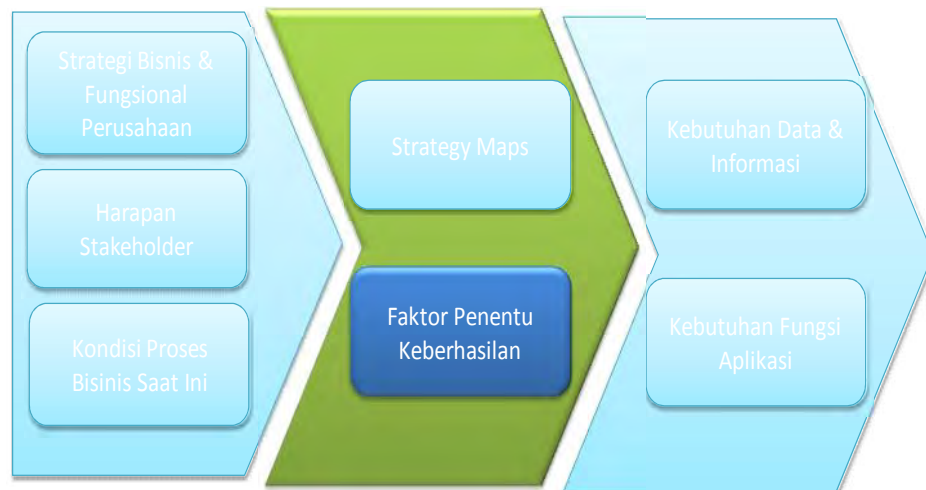 Strategi Bisnis &
Fungsional
Perusahaan
Harapan
Stakeholder
Kondisi Proses
Bisinis Saat Ini
Strategy Maps
Faktor Penentu
Keberhasilan
Kebutuhan Data &
Informasi
Kebutuhan Fungsi
Aplikasi